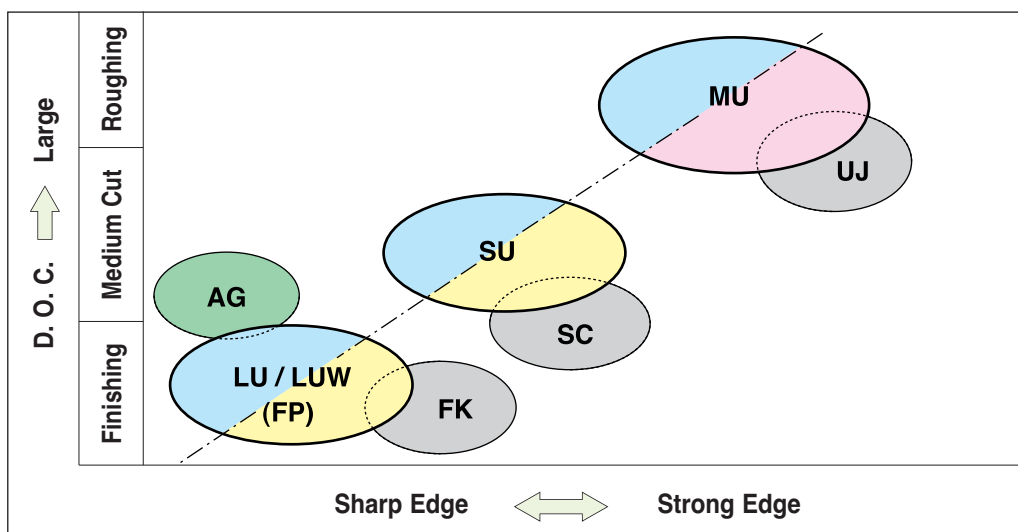 D. O. C.
Large
Roughing
Medium Cut
Finishing
MU
UJ
SU
SC
AG
LU / LUW
(FP)
FK
Sharp Edge
Strong Edge